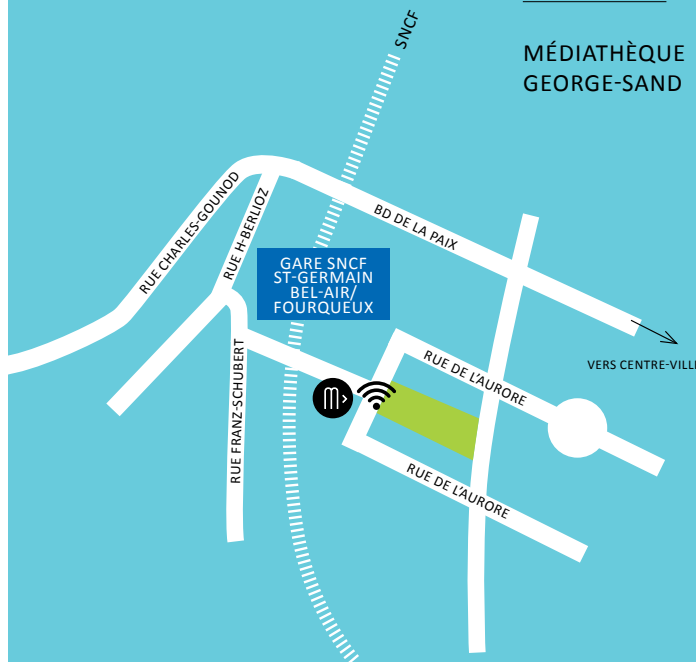 SNCF
MÉDIATHÈQUE
GEORGE-SAND
RUE CHARLES-GOUNOD
RUE H-BERLIOZ
BD DE LA PAIX
GARE SNCF
ST-GERMAIN
BEL-AIR/
FOURQUEUX
VERS CENTRE-VILLE
RUE DE L'AURORE
M>
RUE FRANZ-SCHUBERT
RUE DE L'AURORE